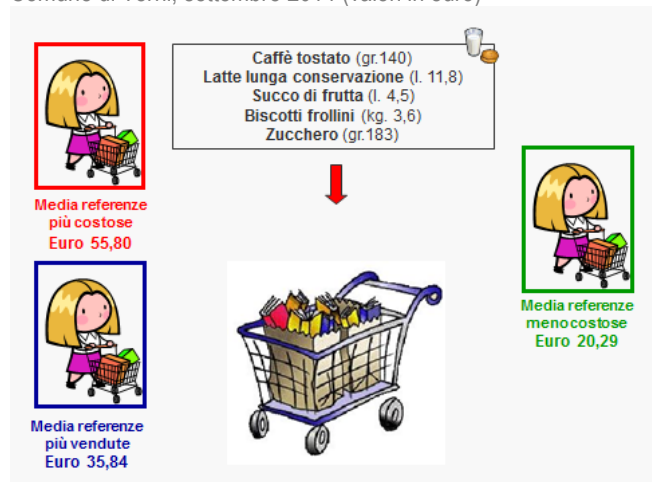 Caffè tostato (gr.140)
Latte lunga conservazione (l. 11,8)
Succo di frutta (l. 4,5)
Biscotti frollini (kg. 3,6)
Zucchero (gr.183)
Media referenze
più costose
Euro 55,80
Media referenze
meno costose
Euro 20,29
Media referenze
più vendute
Euro 35,84